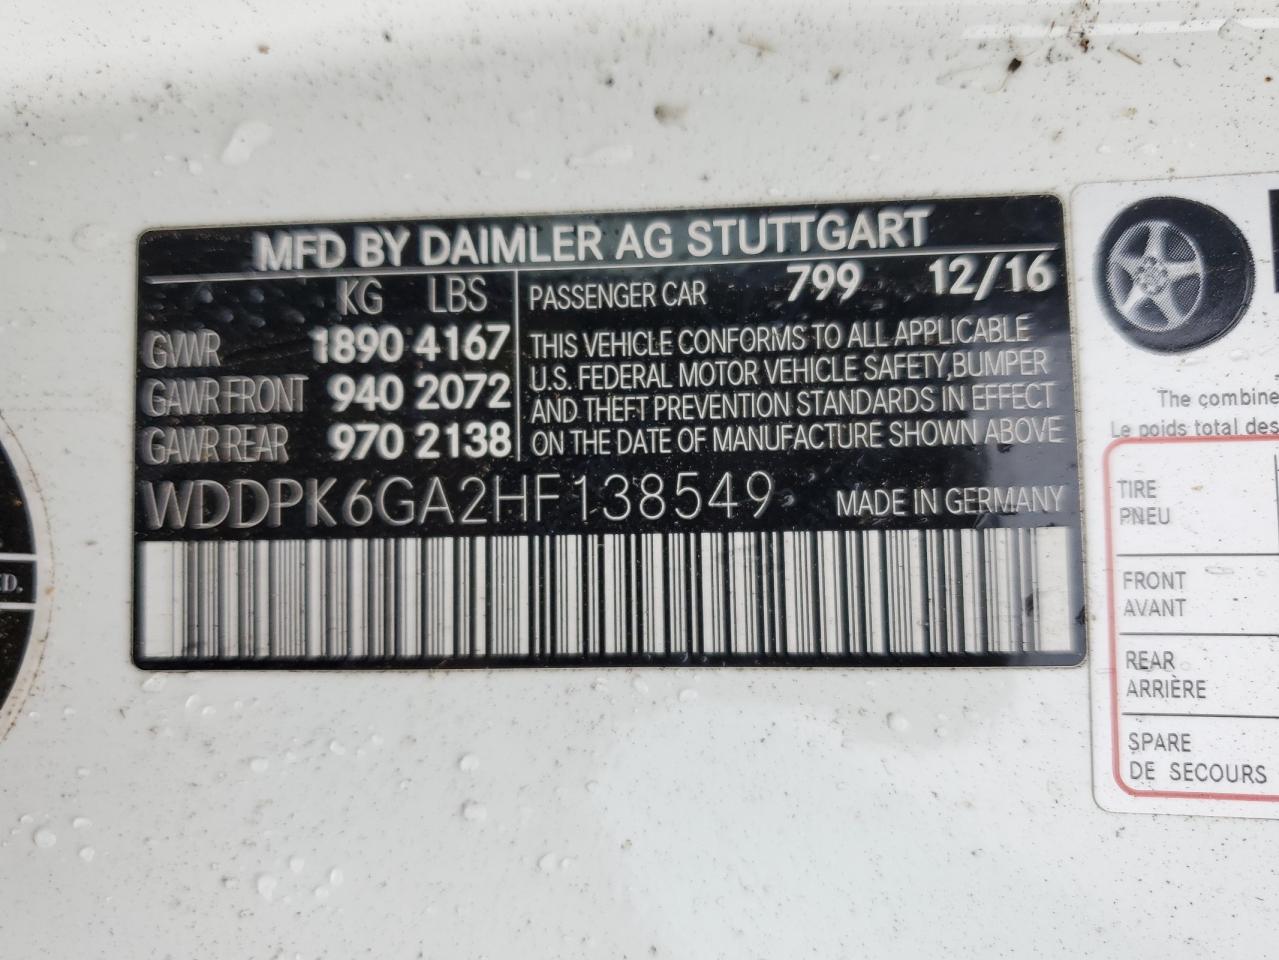 MFD BY DAIMLER AG STUTTGART
KG LBS
PASSENGER CAR 799 12/16
GVWR 1890 4167
GAWR FRONT 940 2072
GAWR REAR 970 2138
THIS VEHICLE CONFORMS TO ALL APPLICABLE
U.S. FEDERAL MOTOR VEHICLE SAFETY, BUMPER
AND THEFT PREVENTION STANDARDS IN EFFECT
ON THE DATE OF MANUFACTURE SHOWN ABOVE
WDDPK6GA2HF138549 MADE IN GERMANY
ED.
The combine
Le poids total des
TIRE
PNEU
FRONT
AVANT
REAR
ARRIÈRE
SPARE
DE SECOURS